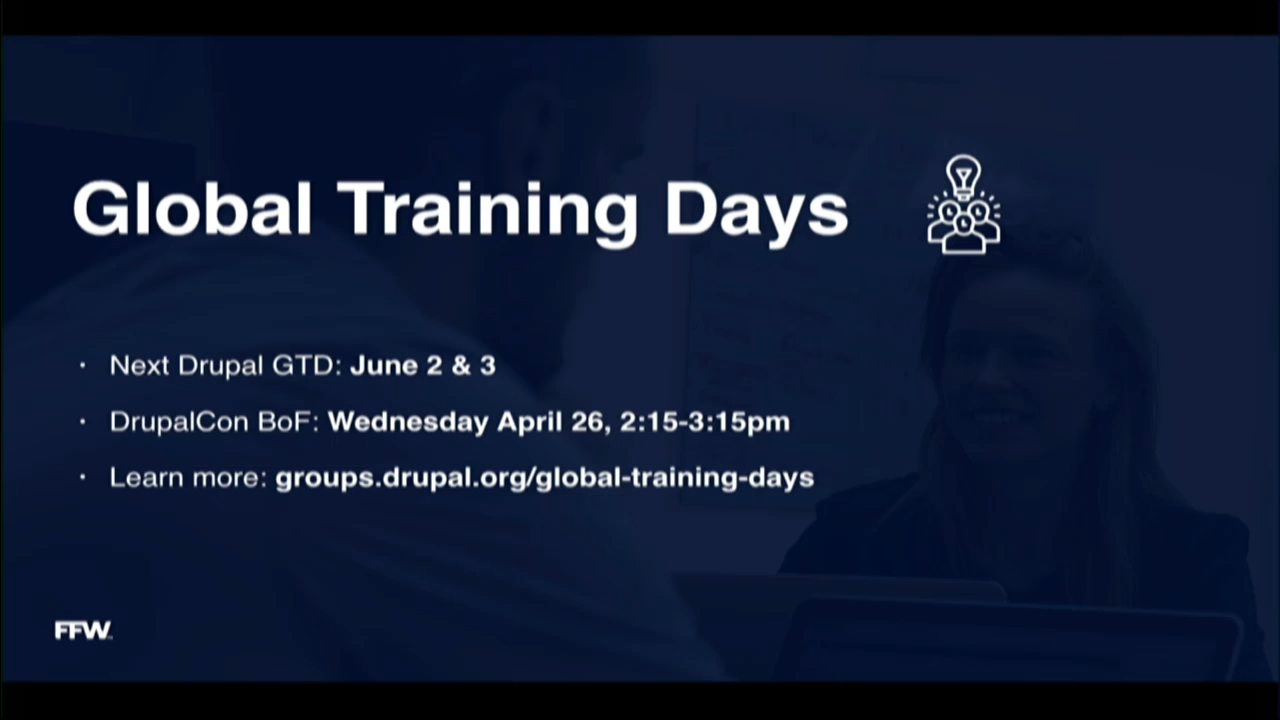 Global Training Days
· Next Drupal GTD: June 2 & 3
· DrupalCon BoF: Wednesday April 26, 2:15-3:15pm
· Learn more: groups.drupal.org/global-training-days
FFW